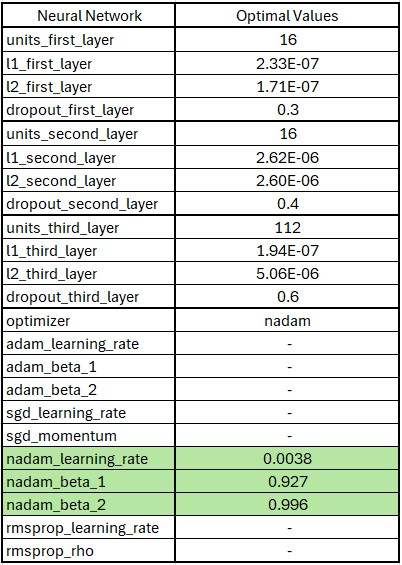 Neural Network Optimal Values
units_first_layer 16
l1_first_layer 2.33E-07
l2_first_layer 1.71E-07
dropout_first_layer 0.3
units_second_layer 16
l1_second_layer 2.62E-06
l2_second_layer 2.60E-06
dropout_second_layer 0.4
units_third_layer 112
l1_third_layer 1.94E-07
l2_third_layer 5.06E-06
dropout_third_layer 0.6
optimizer nadam
adam_learning_rate -
adam_beta_1 -
adam_beta_2 -
sgd_learning_rate -
sgd_momentum -
nadam_learning_rate 0.0038
nadam_beta_1 0.927
nadam_beta_2 0.996
rmsprop_learning_rate -
rmsprop_rho -